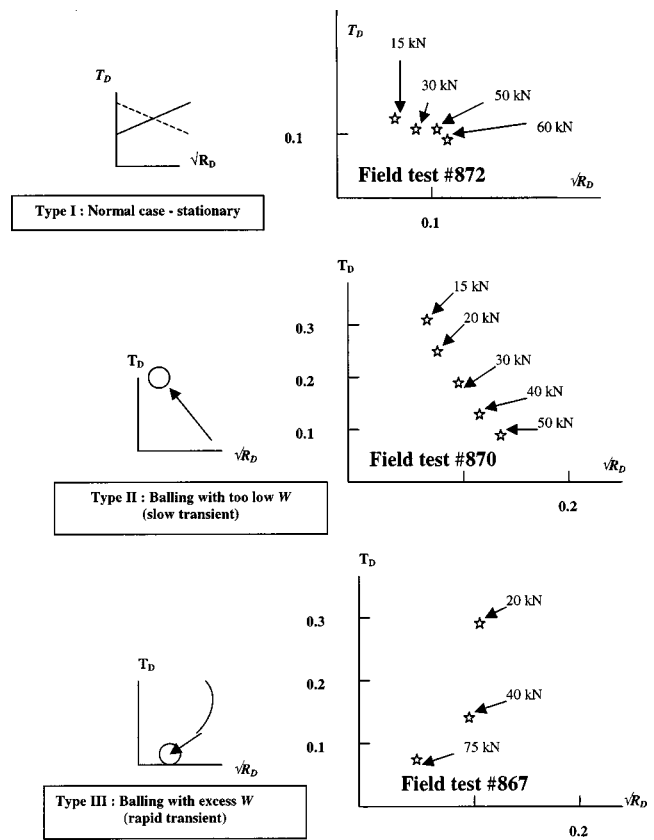 T_D
√R_D
Type I : Normal case - stationary
T_D
15 kN
30 kN
50 kN
60 kN
0.1
Field test #872
√R_D
0.1
T_D
√R_D
Type II : Balling with too low W
(slow transient)
T_D
15 kN
0.3
20 kN
0.2
30 kN
40 kN
0.1
50 kN
Field test #870
√R_D
0.2
T_D
√R_D
Type III : Balling with excess W
(rapid transient)
T_D
20 kN
0.3
0.2
40 kN
0.1
75 kN
Field test #867
√R_D
0.2